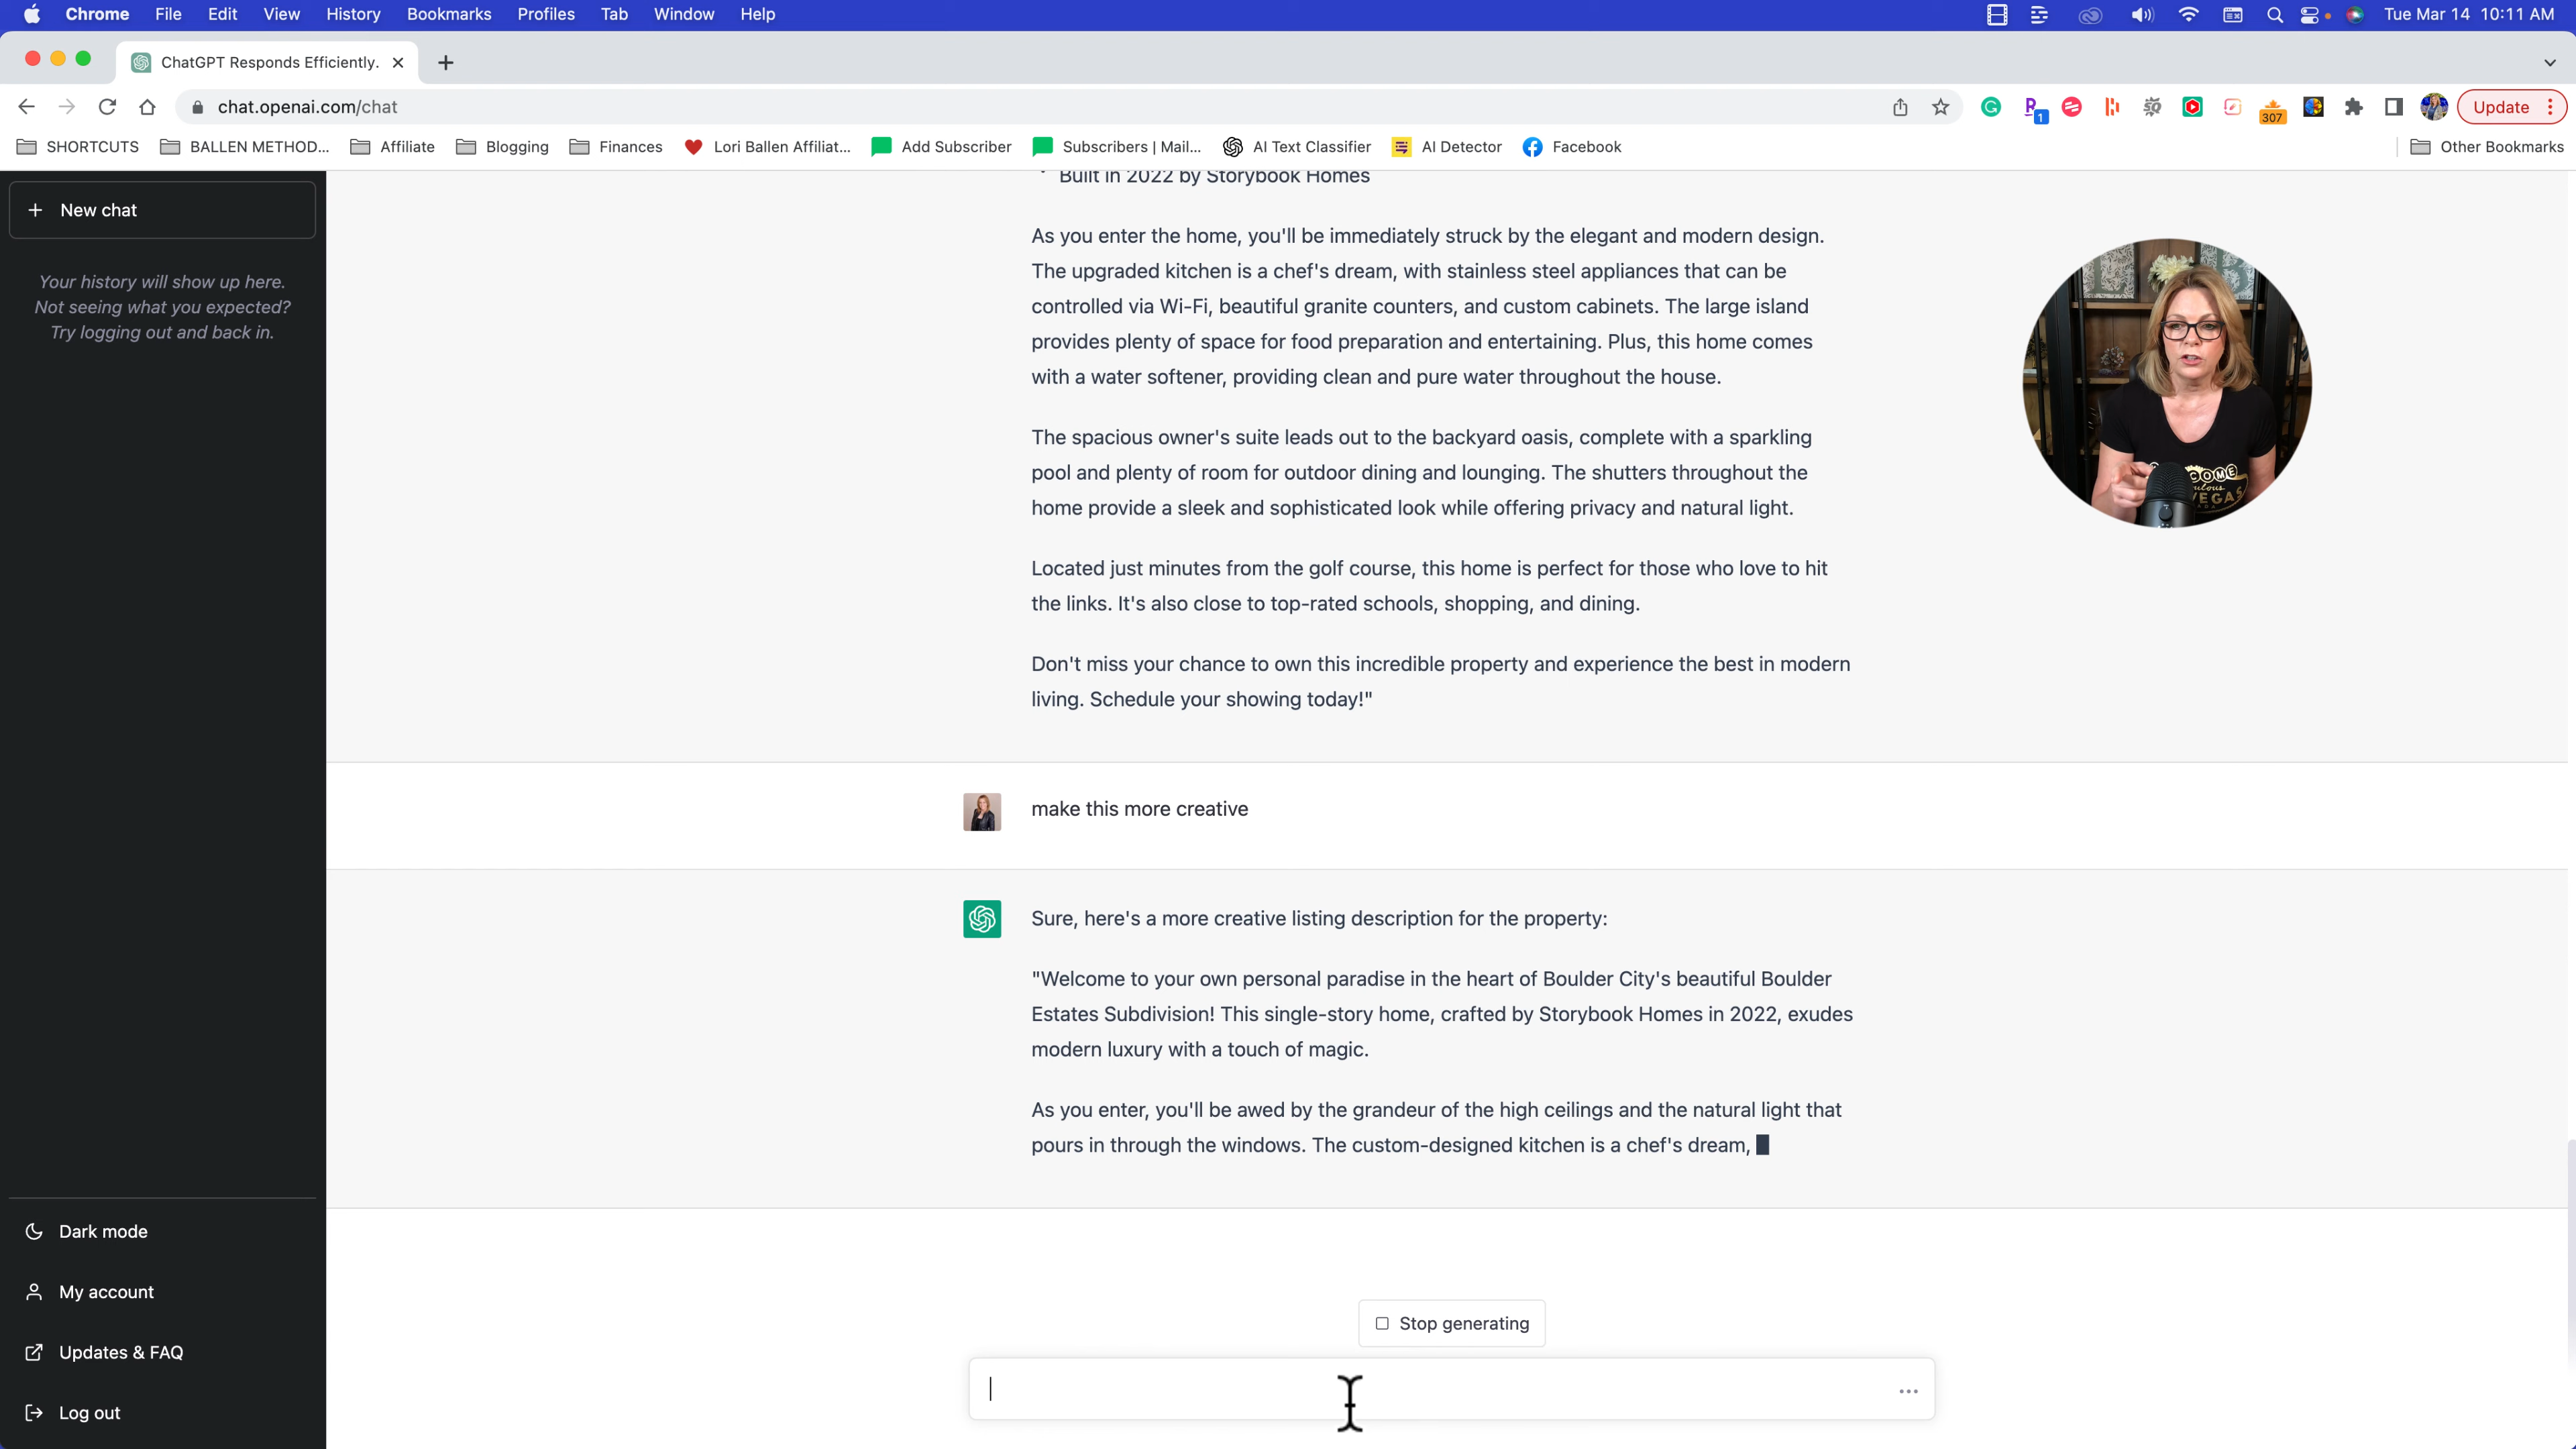 Chrome File Edit View History Bookmarks Profiles Tab Window Help Tue Mar 14 10:11 AM
ChatGPT Responds Efficiently.
chat.openai.com/chat
1
307
Update
SHORTCUTS BALLEN METHOD... Affiliate Blogging Finances Lori Ballen Affiliat... Add Subscriber Subscribers | Mail... AI Text Classifier AI Detector Facebook Other Bookmarks
New chat
Your history will show up here.
Not seeing what you expected?
Try logging out and back in.
Dark mode
My account
Updates & FAQ
Log out
Built in 2022 by Storybook Homes
As you enter the home, you'll be immediately struck by the elegant and modern design.
The upgraded kitchen is a chef's dream, with stainless steel appliances that can be
controlled via Wi-Fi, beautiful granite counters, and custom cabinets. The large island
provides plenty of space for food preparation and entertaining. Plus, this home comes
with a water softener, providing clean and pure water throughout the house.
The spacious owner's suite leads out to the backyard oasis, complete with a sparkling
pool and plenty of room for outdoor dining and lounging. The shutters throughout the
home provide a sleek and sophisticated look while offering privacy and natural light.
Located just minutes from the golf course, this home is perfect for those who love to hit
the links. It's also close to top-rated schools, shopping, and dining.
Don't miss your chance to own this incredible property and experience the best in modern
living. Schedule your showing today!"
make this more creative
Sure, here's a more creative listing description for the property:
"Welcome to your own personal paradise in the heart of Boulder City's beautiful Boulder
Estates Subdivision! This single-story home, crafted by Storybook Homes in 2022, exudes
modern luxury with a touch of magic.
As you enter, you'll be awed by the grandeur of the high ceilings and the natural light that
pours in through the windows. The custom-designed kitchen is a chef's dream,
Stop generating